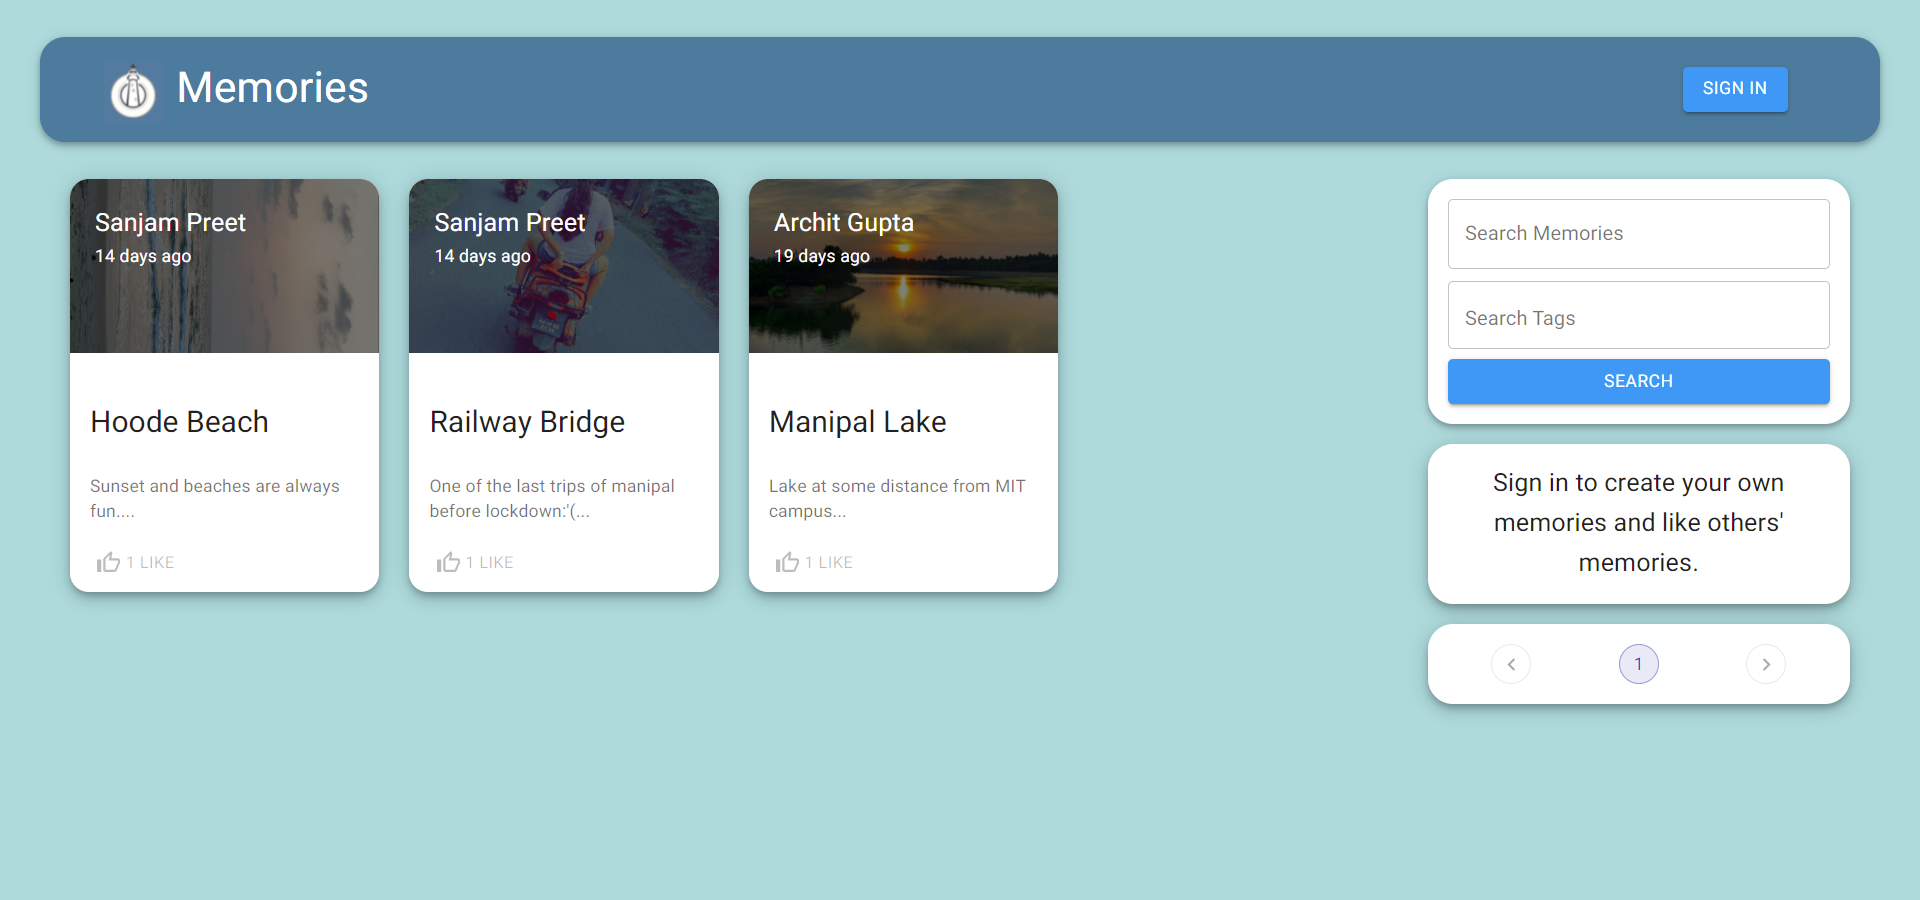 Memories
SIGN IN
Sanjam Preet
14 days ago
Hoode Beach
Sunset and beaches are always
fun....
1 LIKE
Sanjam Preet
14 days ago
Railway Bridge
One of the last trips of manipal
before lockdown:'(...
1 LIKE
Archit Gupta
19 days ago
Manipal Lake
Lake at some distance from MIT
campus...
1 LIKE
Search Memories
Search Tags
SEARCH
Sign in to create your own
memories and like others'
memories.
1